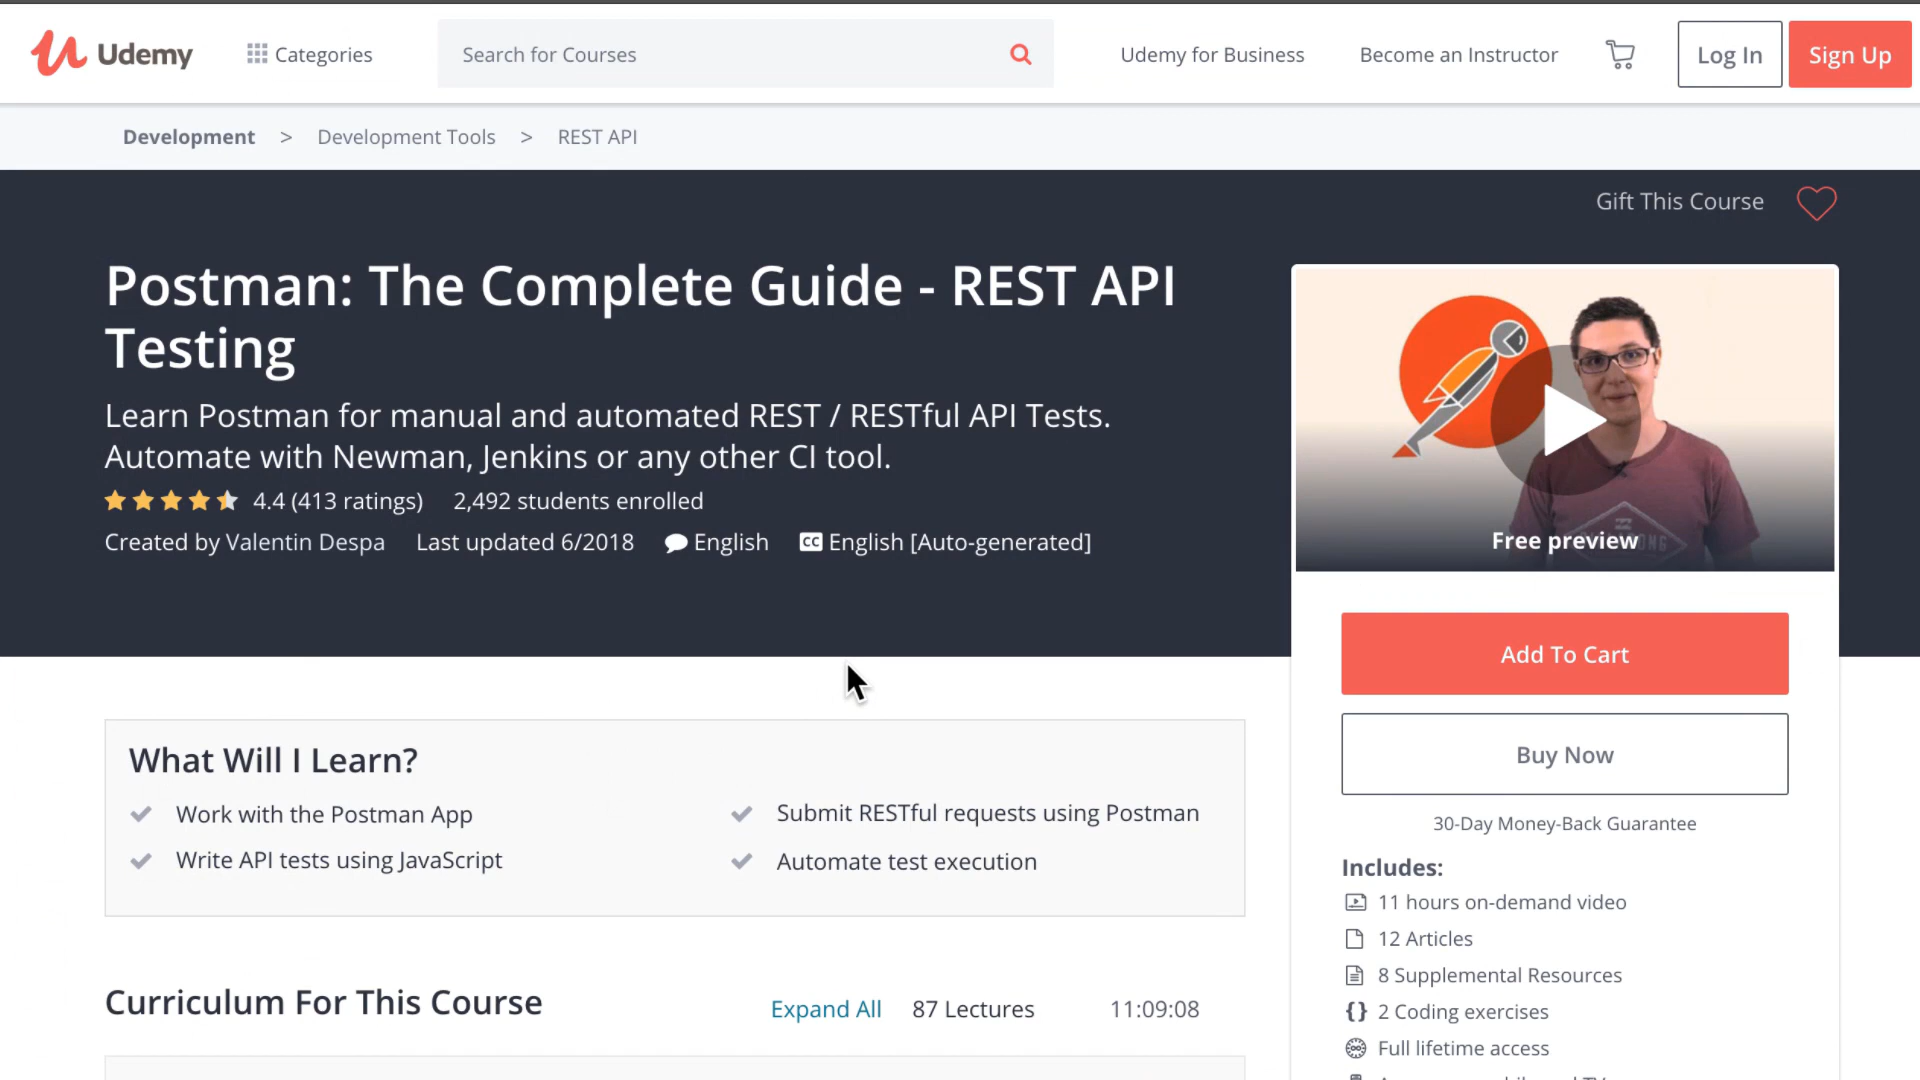 Udemy
Categories
Search for Courses
Udemy for Business
Become an Instructor
Log In
Sign Up
Development > Development Tools > REST API
Gift This Course
Postman: The Complete Guide - REST API
Testing
Learn Postman for manual and automated REST / RESTful API Tests.
Automate with Newman, Jenkins or any other CI tool.
4.4 (413 ratings) 2,492 students enrolled
Created by Valentin Despa Last updated 6/2018 English CC English [Auto-generated]
Free preview
Add To Cart
Buy Now
30-Day Money-Back Guarantee
Includes:
11 hours on-demand video
12 Articles
8 Supplemental Resources
{} 2 Coding exercises
Full lifetime access
What Will I Learn?
Work with the Postman App
Submit RESTful requests using Postman
Write API tests using JavaScript
Automate test execution
Curriculum For This Course
Expand All 87 Lectures 11:09:08